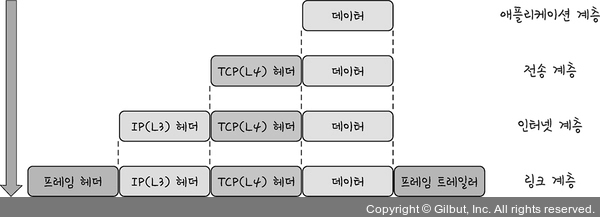 데이터 애플리케이션 계층
TCP(L4) 헤더 데이터 전송 계층
IP(L3) 헤더 TCP(L4) 헤더 데이터 인터넷 계층
프레임 헤더 IP(L3) 헤더 TCP(L4) 헤더 데이터 프레임 트레일러 링크 계층
Copyright © Gilbut, Inc. All rights reserved.